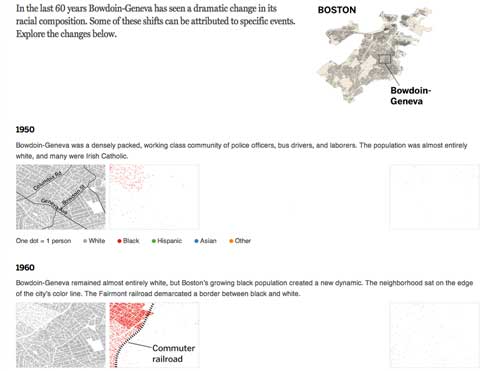 In the last 60 years Bowdoin-Geneva has seen a dramatic change in its
racial composition. Some of these shifts can be attributed to specific events.
Explore the changes below.
BOSTON
Bowdoin-
Geneva
1950
Bowdoin-Geneva was a densely packed, working class community of police officers, bus drivers, and laborers. The population was almost entirely
white, and many were Irish Catholic.
Columbia Rd
Bowdoin St
Geneva Ave
One dot = 1 person White Black Hispanic Asian Other
1960
Bowdoin-Geneva remained almost entirely white, but Boston's growing black population created a new dynamic. The neighborhood sat on the edge
of the city's color line. The Fairmont railroad demarcated a border between black and white.
Commuter
railroad